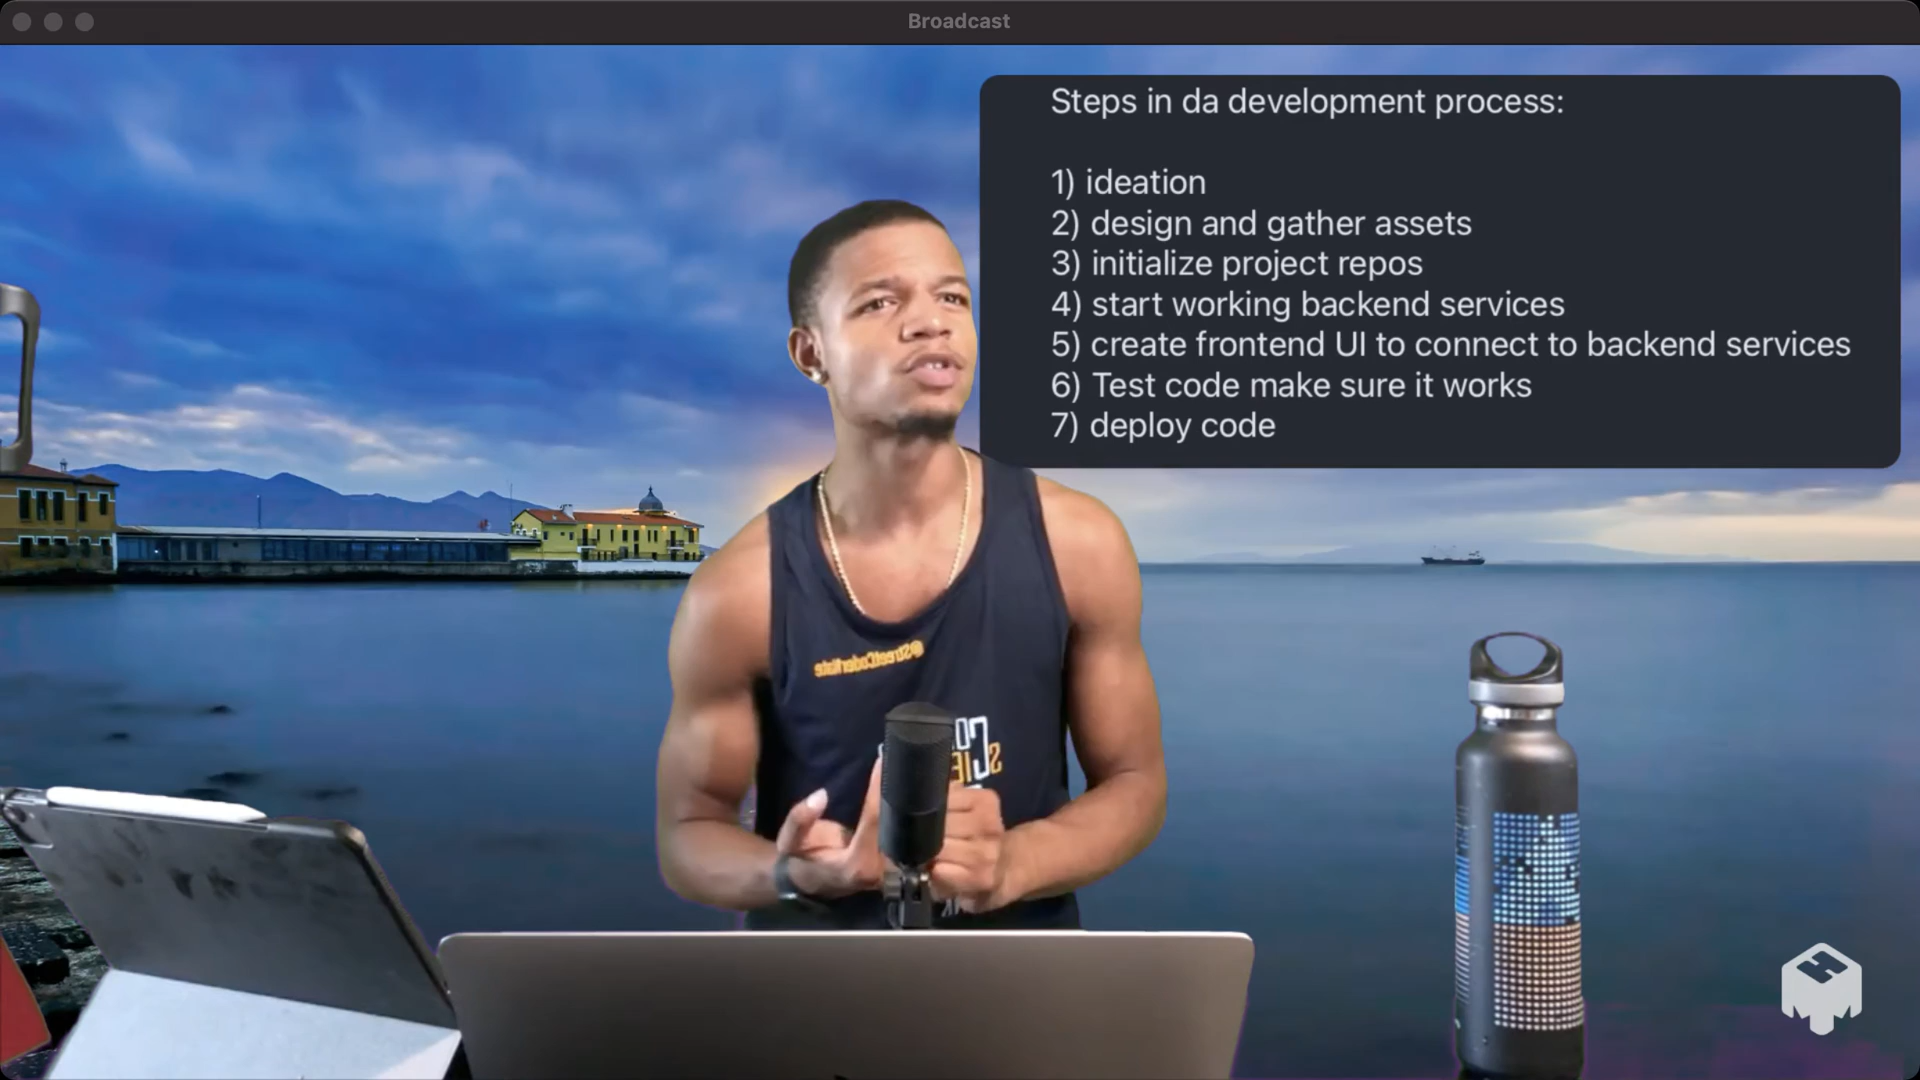 Broadcast
Steps in da development process:
1) ideation
2) design and gather assets
3) initialize project repos
4) start working backend services
5) create frontend UI to connect to backend services
6) Test code make sure it works
7) deploy code
@StreetCoderNate